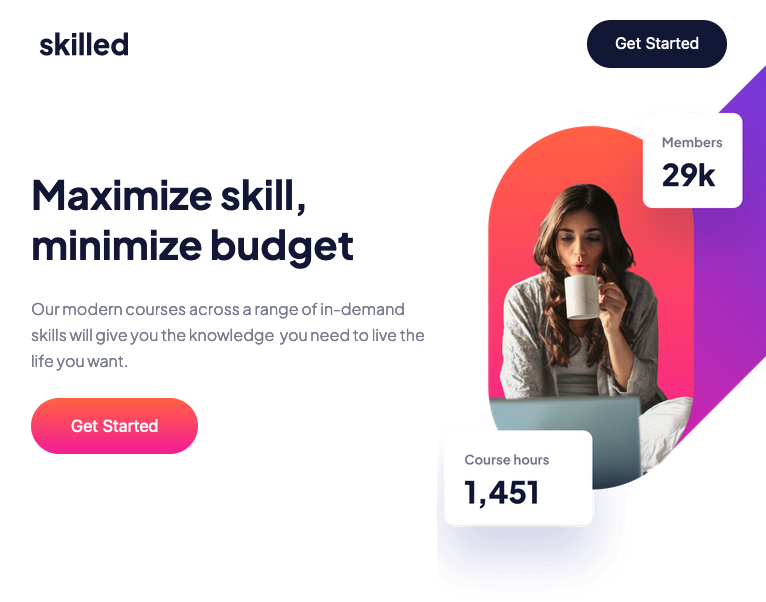 skilled
Get Started
Maximize skill,
minimize budget
Our modern courses across a range of in-demand
skills will give you the knowledge you need to live the
life you want.
Get Started
Members
29k
Course hours
1,451